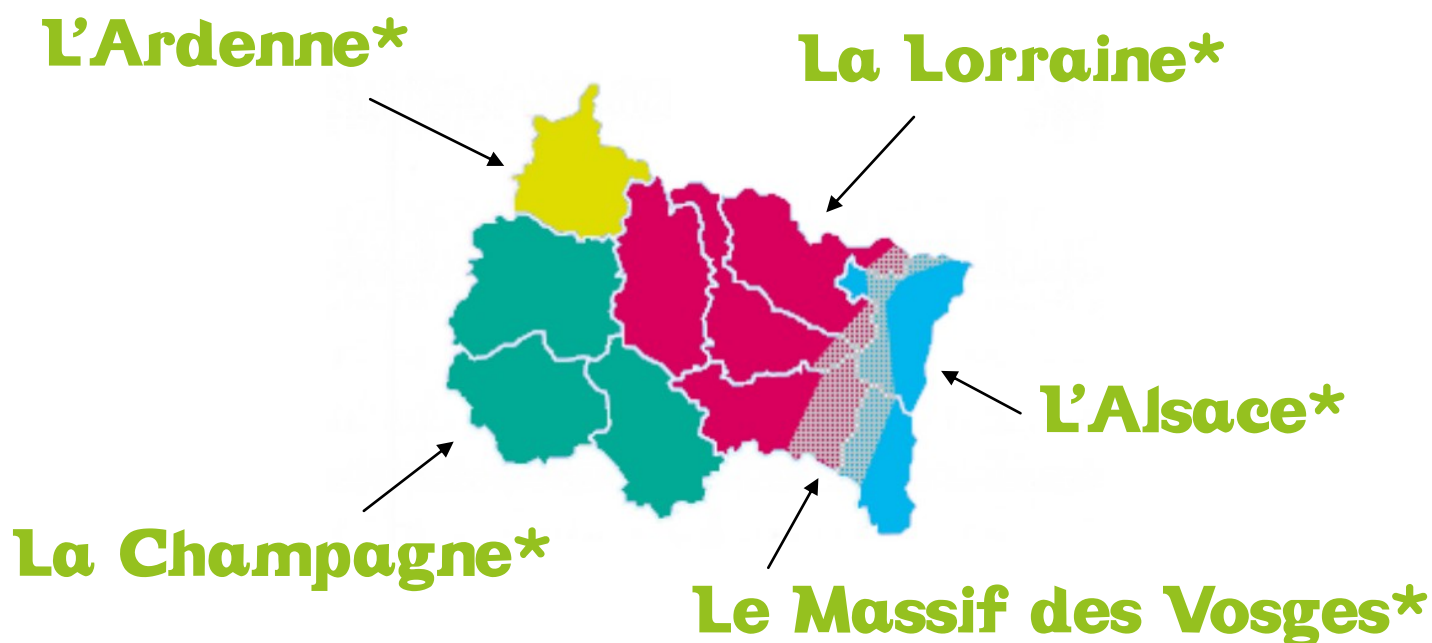 L’Ardenne*
La Lorraine*
L’Alsace*
La Champagne*
Le Massif des Vosges*